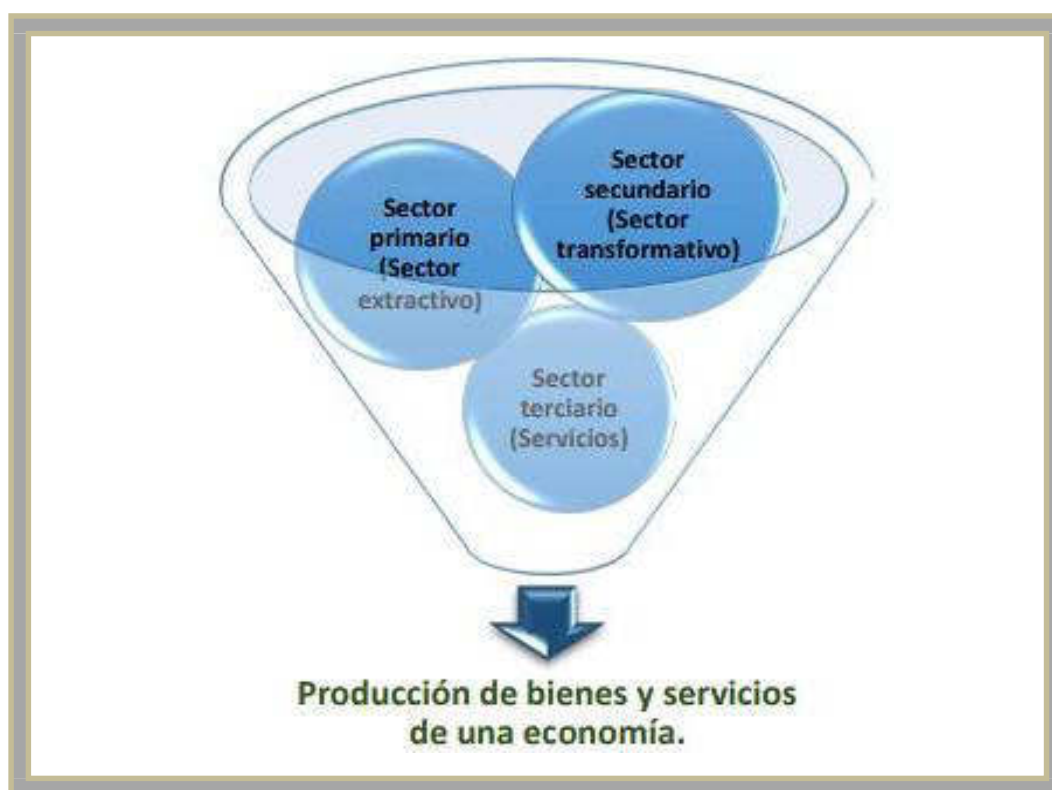 Sector
primario
(Sector
extractivo)
Sector
secundario
(Sector
transformativo)
Sector
terciario
(Servicios)
Producción de bienes y servicios
de una economía.